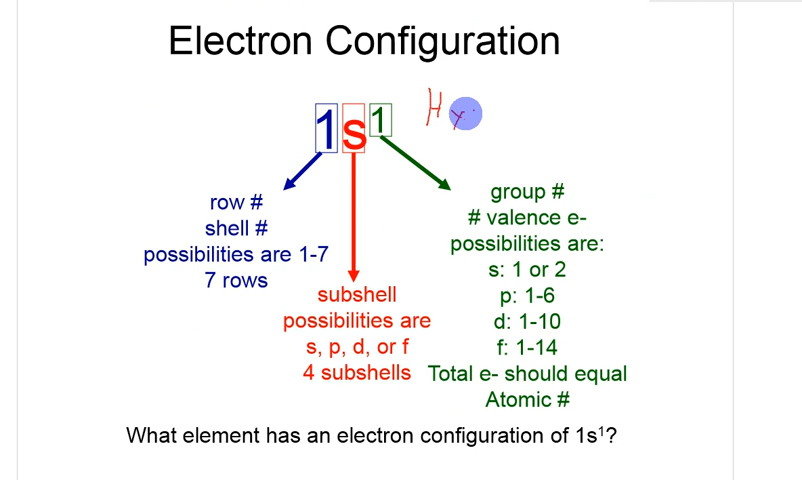 Electron Configuration
1s¹ Hy
row #
shell #
possibilities are 1-7
7 rows
subshell
possibilities are
s, p, d, or f
4 subshells
group #
# valence e-
possibilities are:
s: 1 or 2
p: 1-6
d: 1-10
f: 1-14
Total e- should equal
Atomic #
What element has an electron configuration of 1s¹?